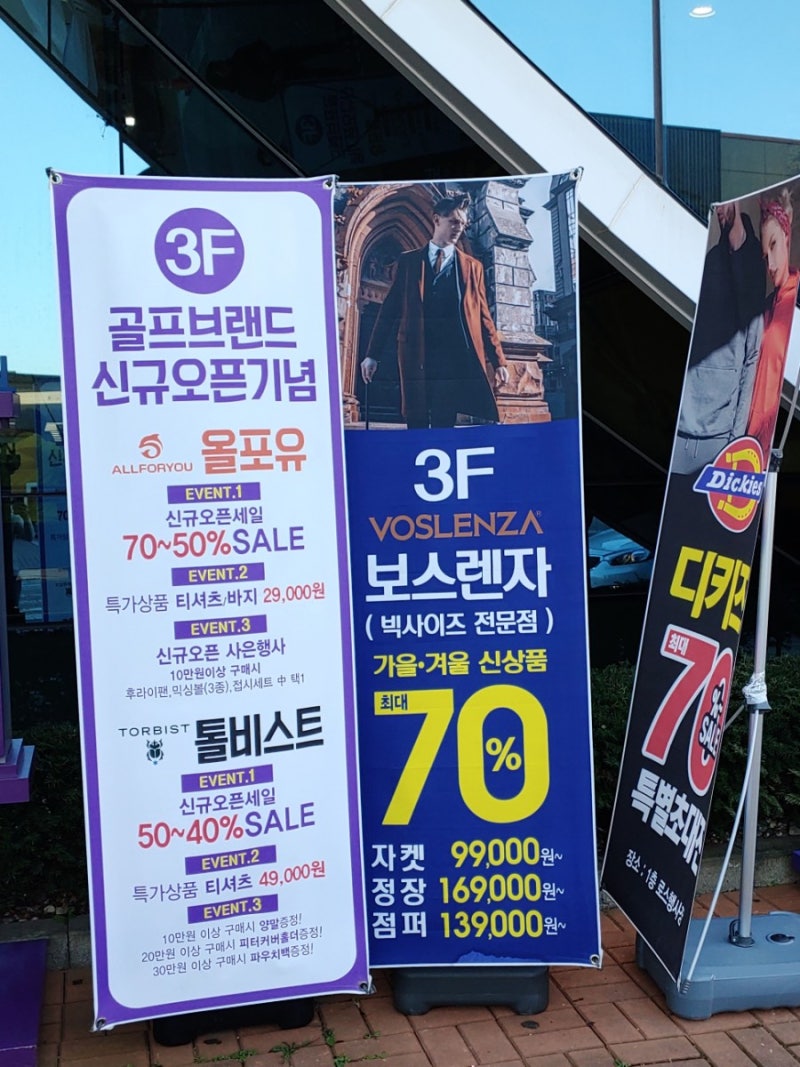 3F
골프브랜드
신규오픈기념
ALLFORYOU 올포유
EVENT.1
신규오픈세일
70~50%SALE
EVENT.2
특가상품 티셔츠/바지 29,000원
EVENT.3
신규오픈 사은행사
10만원이상 구매시
후라이팬,믹싱볼(3종),접시세트 中 택1
TORBIST 톨비스트
EVENT.1
신규오픈세일
50~40%SALE
EVENT.2
특가상품 티셔츠 49,000원
EVENT.3
10만원 이상 구매시 양말증정!
20만원 이상 구매시 피터커버홀더증정!
30만원 이상 구매시 파우치백증정!
3F
VOSLENZA®
보스렌자
( 빅사이즈 전문점 )
가을·겨울 신상품
최대
70%
자켓 99,000원~
정장 169,000원~
점퍼 139,000원~
Dickies
디키즈
최대
70%
SALE
특별초대전
장소 : 1층 로스행사장